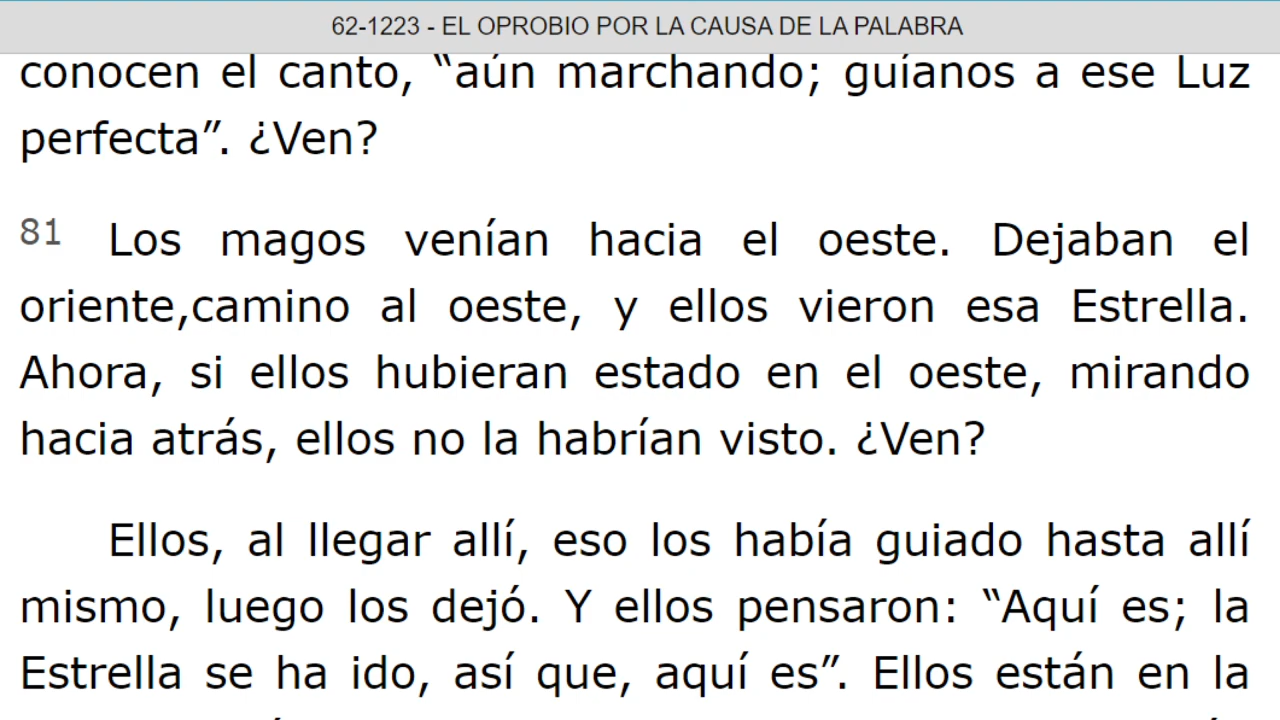 62-1223 - EL OPROBIO POR LA CAUSA DE LA PALABRA
conocen el canto, “aún marchando; guíanos a ese Luz
perfecta”. ¿Ven?
81 Los magos venían hacia el oeste. Dejaban el
oriente,camino al oeste, y ellos vieron esa Estrella.
Ahora, si ellos hubieran estado en el oeste, mirando
hacia atrás, ellos no la habrían visto. ¿Ven?
Ellos, al llegar allí, eso los había guiado hasta allí
mismo, luego los dejó. Y ellos pensaron: “Aquí es; la
Estrella se ha ido, así que, aquí es”. Ellos están en la